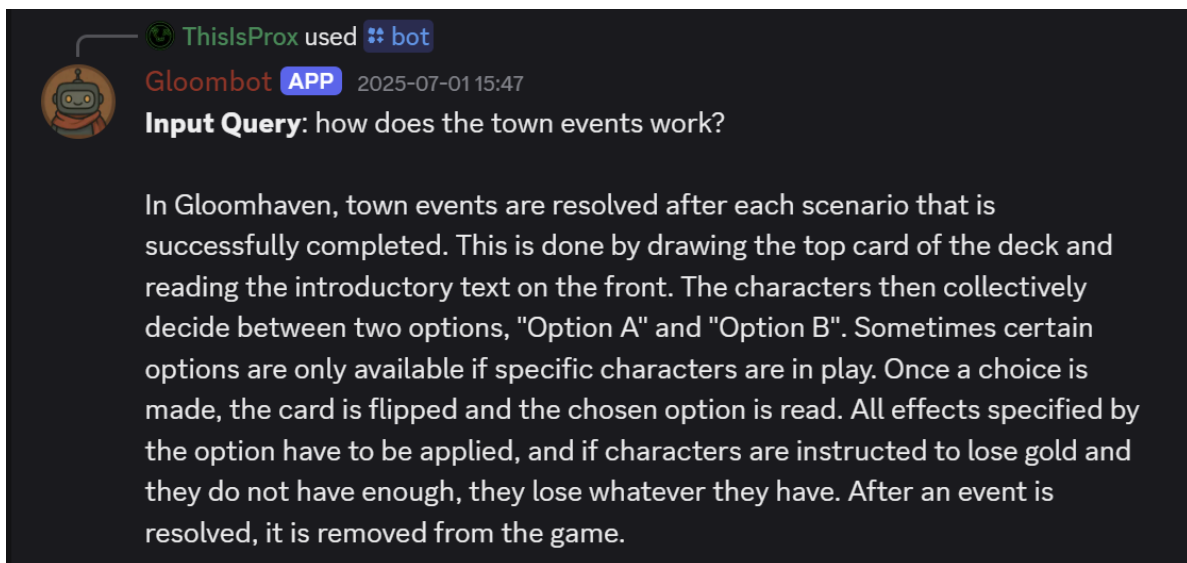 ThisIsProx used bot
Gloombot APP 2025-07-01 15:47
Input Query: how does the town events work?
In Gloomhaven, town events are resolved after each scenario that is
successfully completed. This is done by drawing the top card of the deck and
reading the introductory text on the front. The characters then collectively
decide between two options, "Option A" and "Option B". Sometimes certain
options are only available if specific characters are in play. Once a choice is
made, the card is flipped and the chosen option is read. All effects specified by
the option have to be applied, and if characters are instructed to lose gold and
they do not have enough, they lose whatever they have. After an event is
resolved, it is removed from the game.